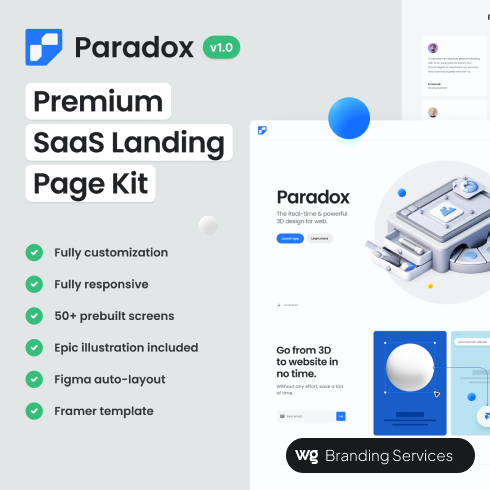 Paradox
v1.0
Premium
SaaS Landing
Page Kit
Fully customization
Fully responsive
50+ prebuilt screens
Epic illustration included
Figma auto-layout
Framer template
Paradox
The Real-time & powerful
3D design for web.
Learn more
Go from 3D
to website in
no time.
Without any effort, save a ton
of time.
wg Branding Services